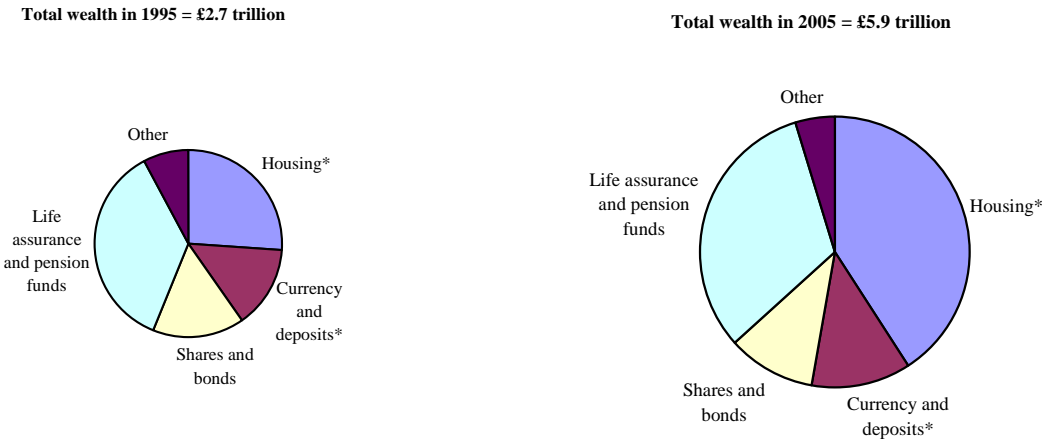 Total wealth in 1995 = £2.7 trillion
Other
Housing*
Life
assurance
and pension
funds
Currency
and
deposits*
Shares and
bonds
Total wealth in 2005 = £5.9 trillion
Other
Life assurance
and pension
funds
Housing*
Shares and
bonds
Currency and
deposits*